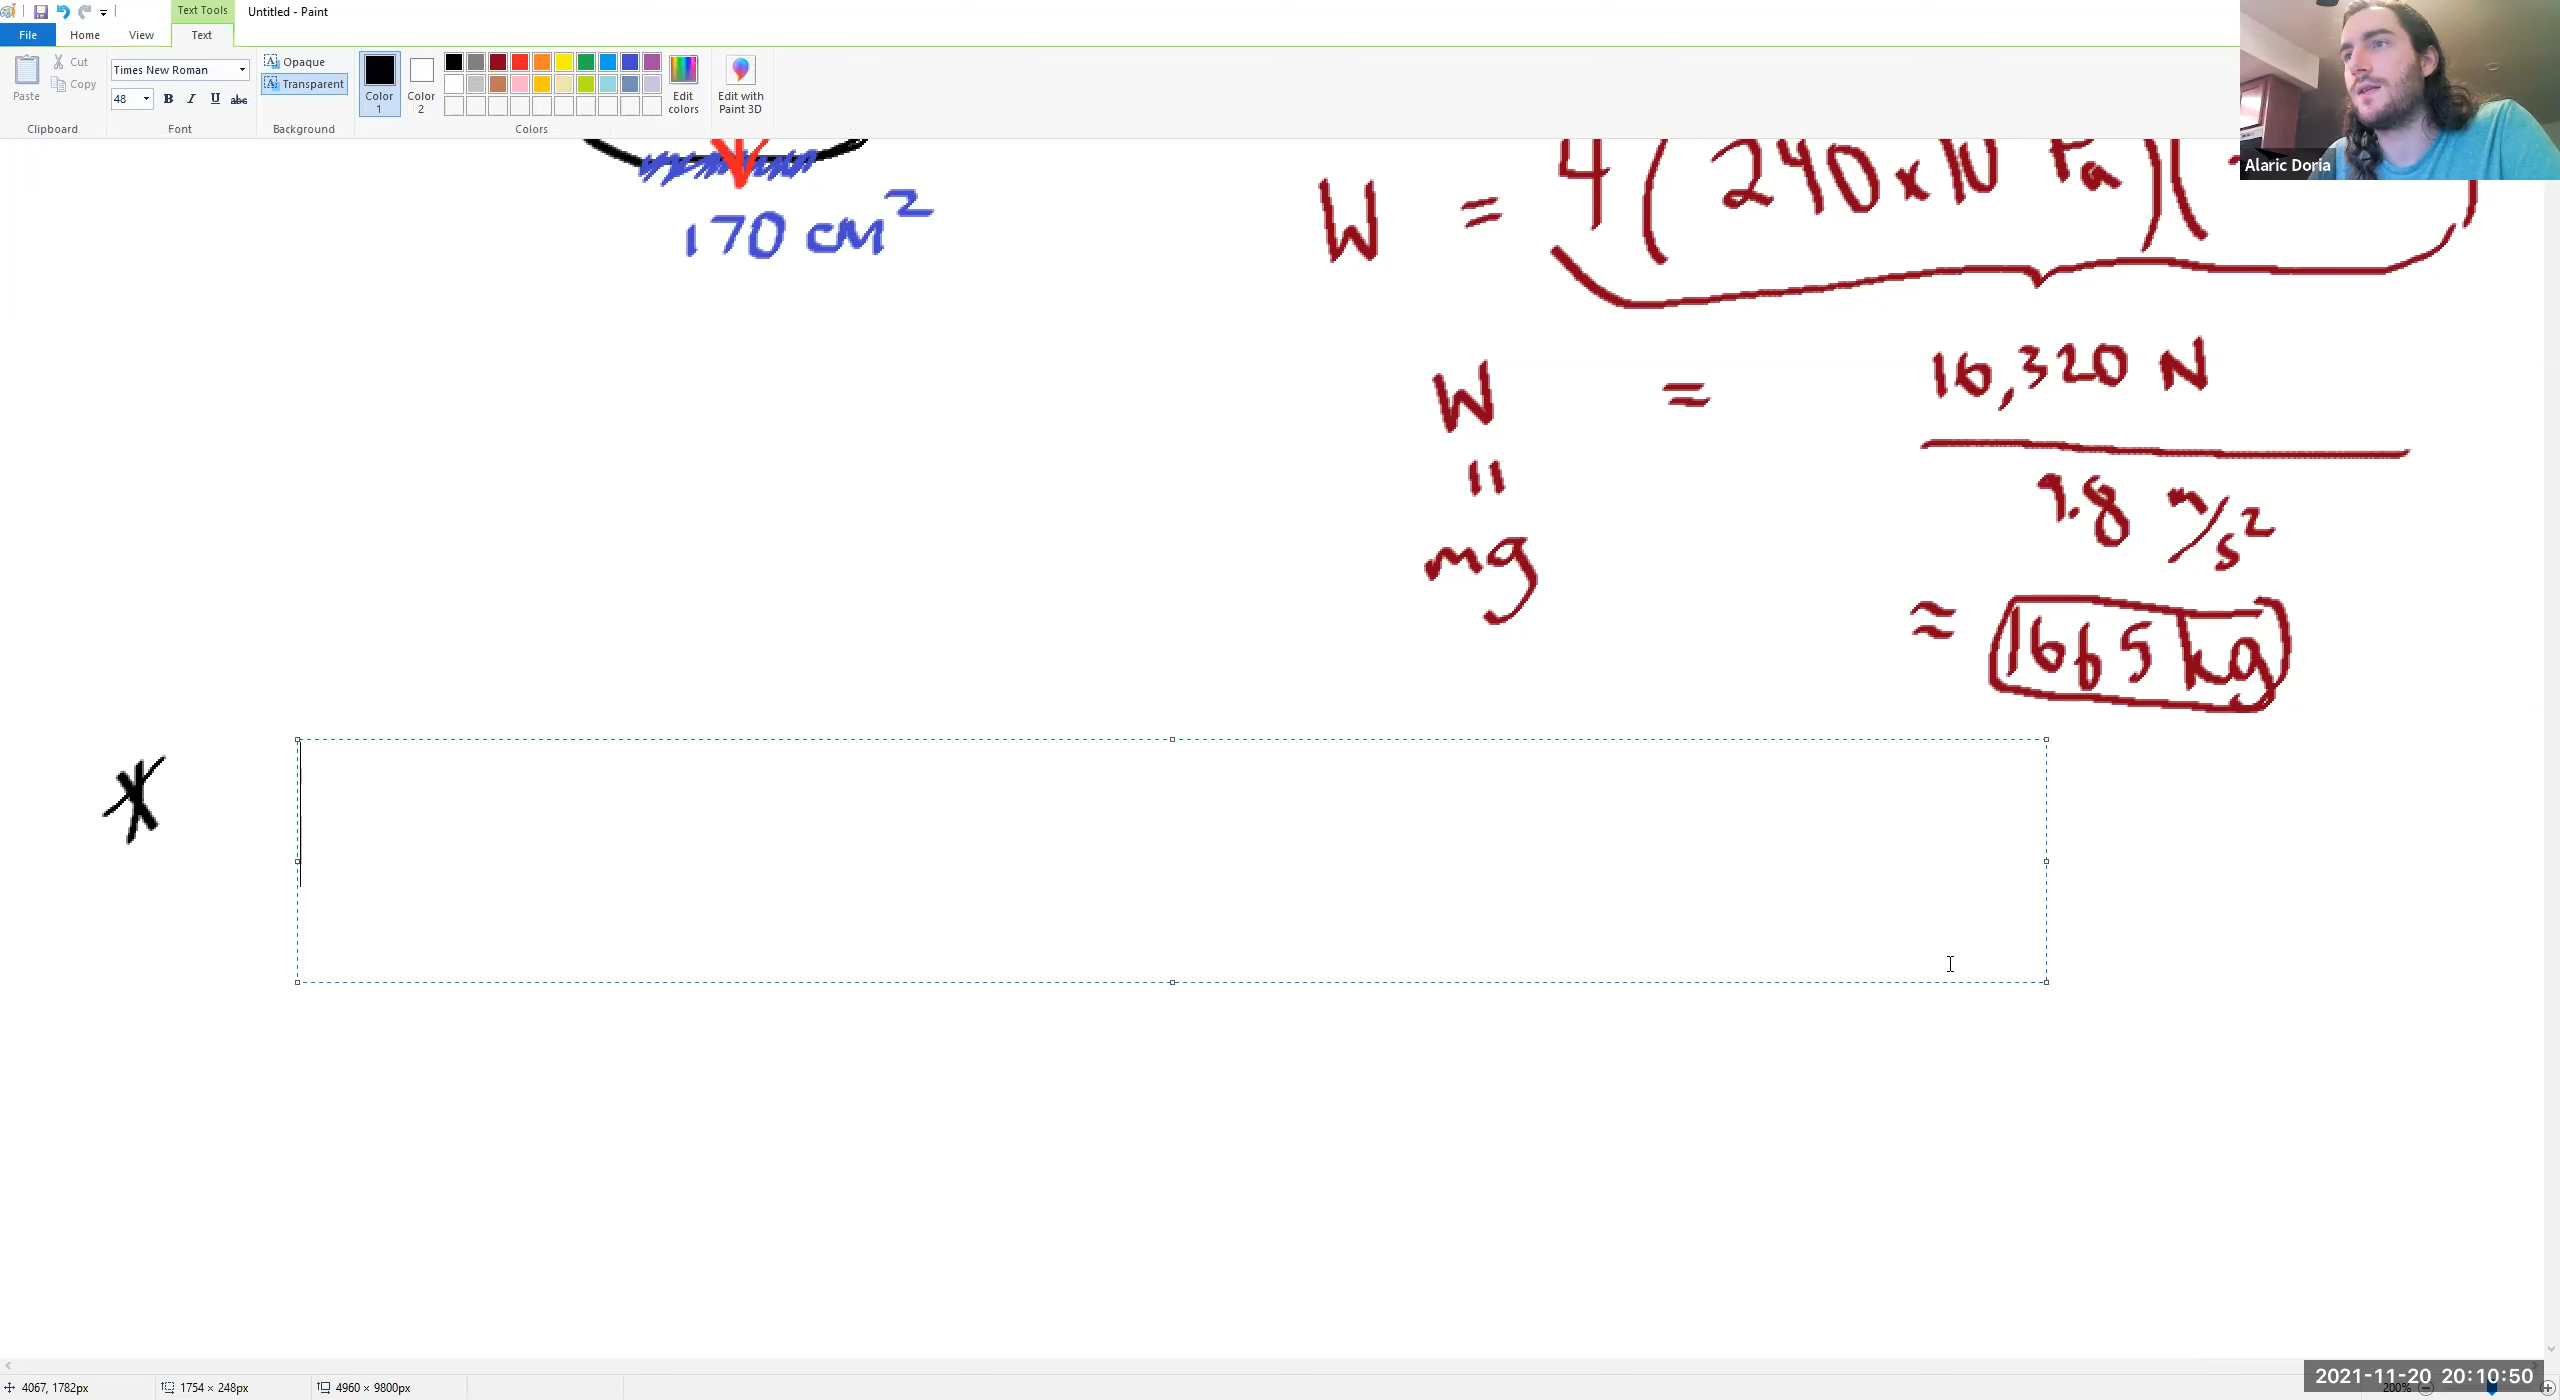 Text Tools
Untitled - Paint
File Home View Text
Paste
Cut
Copy
Clipboard
Times New Roman
48 B I U abc
Font
Opaque
Transparent
Background
Color 1
Color 2
Edit colors
Colors
Edit with Paint 3D
Alaric Doria
170 cm²
W = 4 ( 240 x 10 Pa ) (
W = 16,320 N
9.8 m/s²
"
mg
≈ 1665 kg
*
4067, 1782px
1754 × 248px
4960 × 9800px
2021-11-20 20:10:50
200%